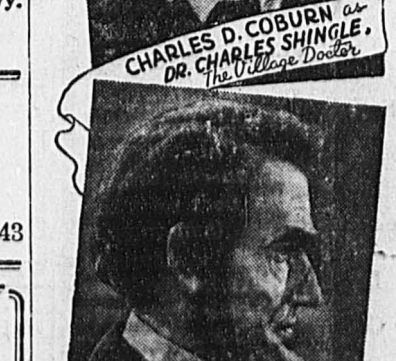 y.
CHARLES D. COBURN as
DR. CHARLES SHINGLE,
The Village Doctor
43